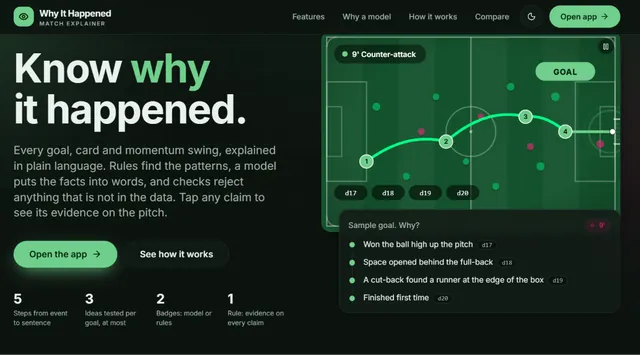 Why It Happened
MATCH EXPLAINER
Features
Why a model
How it works
Compare
Open app →
Know why
it happened.
Every goal, card and momentum swing, explained
in plain language. Rules find the patterns, a model
puts the facts into words, and checks reject
anything that is not in the data. Tap any claim to
see its evidence on the pitch.
Open the app →
See how it works
5
Steps from event
to sentence
3
Ideas tested per
goal, at most
2
Badges: model or
rules
1
Rule: evidence on
every claim
9' Counter-attack
GOAL
1
2
3
4
d17
d18
d19
d20
Sample goal. Why?
9'
Won the ball high up the pitch d17
Space opened behind the full-back d18
A cut-back found a runner at the edge of the box d19
Finished first time d20